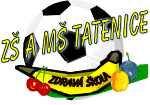 ZŠ A MŠ TATENICE
ZDRAVÁ ŠKOLA